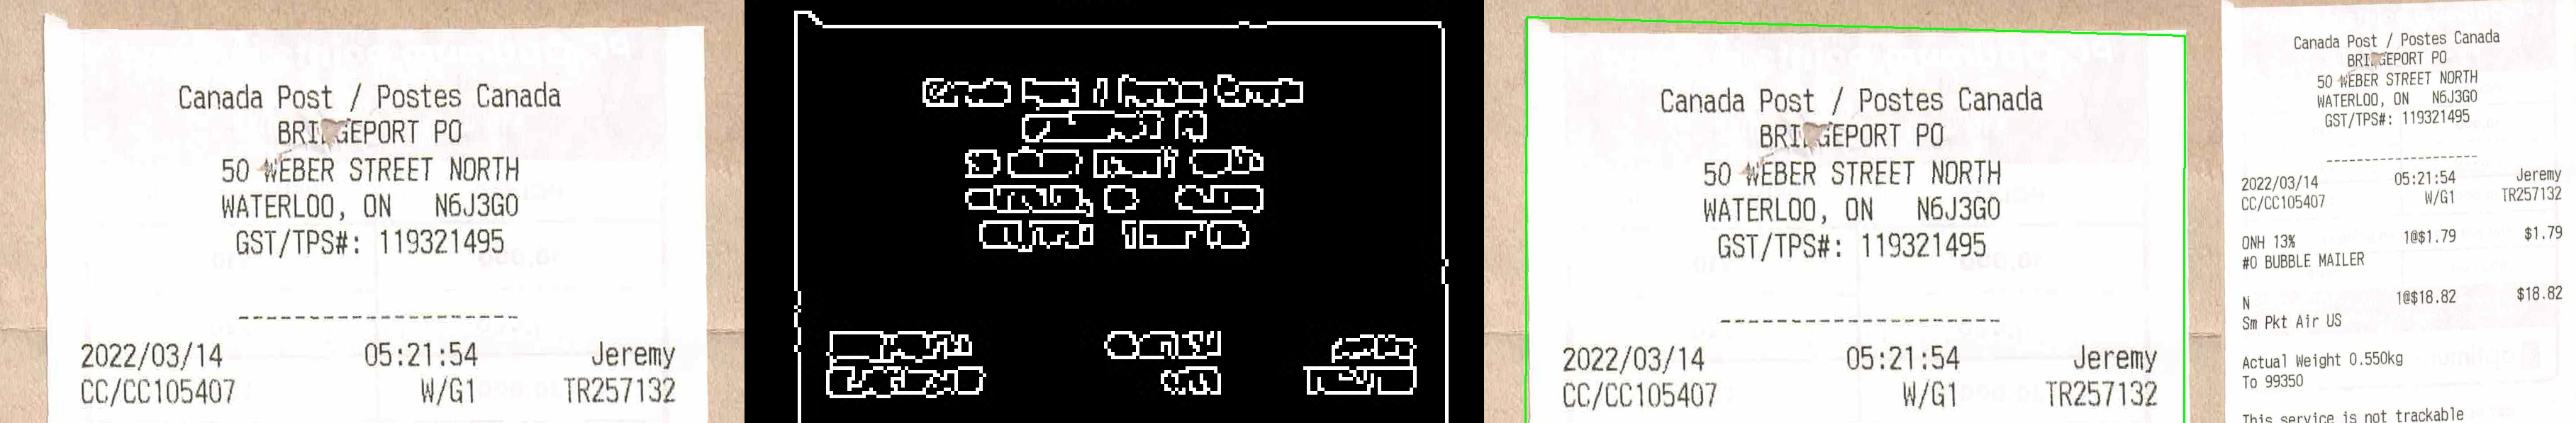 Canada Post / Postes Canada
BRIDGEPORT PO
50 WEBER STREET NORTH
WATERLOO, ON N6J3G0
GST/TPS#: 119321495
--------------------
2022/03/14 05:21:54 Jeremy
CC/CC105407 W/G1 TR257132
Canada Post / Postes Canada
BRIDGEPORT PO
50 WEBER STREET NORTH
WATERLOO, ON N6J3G0
GST/TPS#: 119321495
--------------------
2022/03/14 05:21:54 Jeremy
CC/CC105407 W/G1 TR257132
Canada Post / Postes Canada
BRIDGEPORT PO
50 WEBER STREET NORTH
WATERLOO, ON N6J3G0
GST/TPS#: 119321495
--------------------
2022/03/14 05:21:54 Jeremy
CC/CC105407 W/G1 TR257132
ONH 13% 1@$1.79 $1.79
#0 BUBBLE MAILER
N 1@$18.82 $18.82
Sm Pkt Air US
Actual Weight 0.550kg
To 99350
This service is not trackable